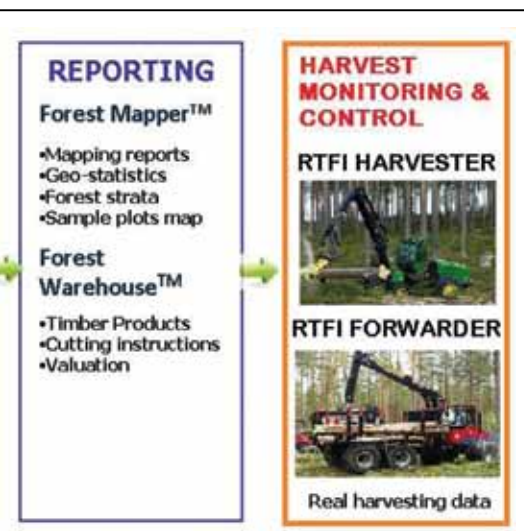 REPORTING
Forest Mapper™
•Mapping reports
•Geo-statistics
•Forest strata
•Sample plots map
Forest
Warehouse™
•Timber Products
•Cutting instructions
•Valuation
HARVEST
MONITORING &
CONTROL
RTFI HARVESTER
RTFI FORWARDER
Real harvesting data